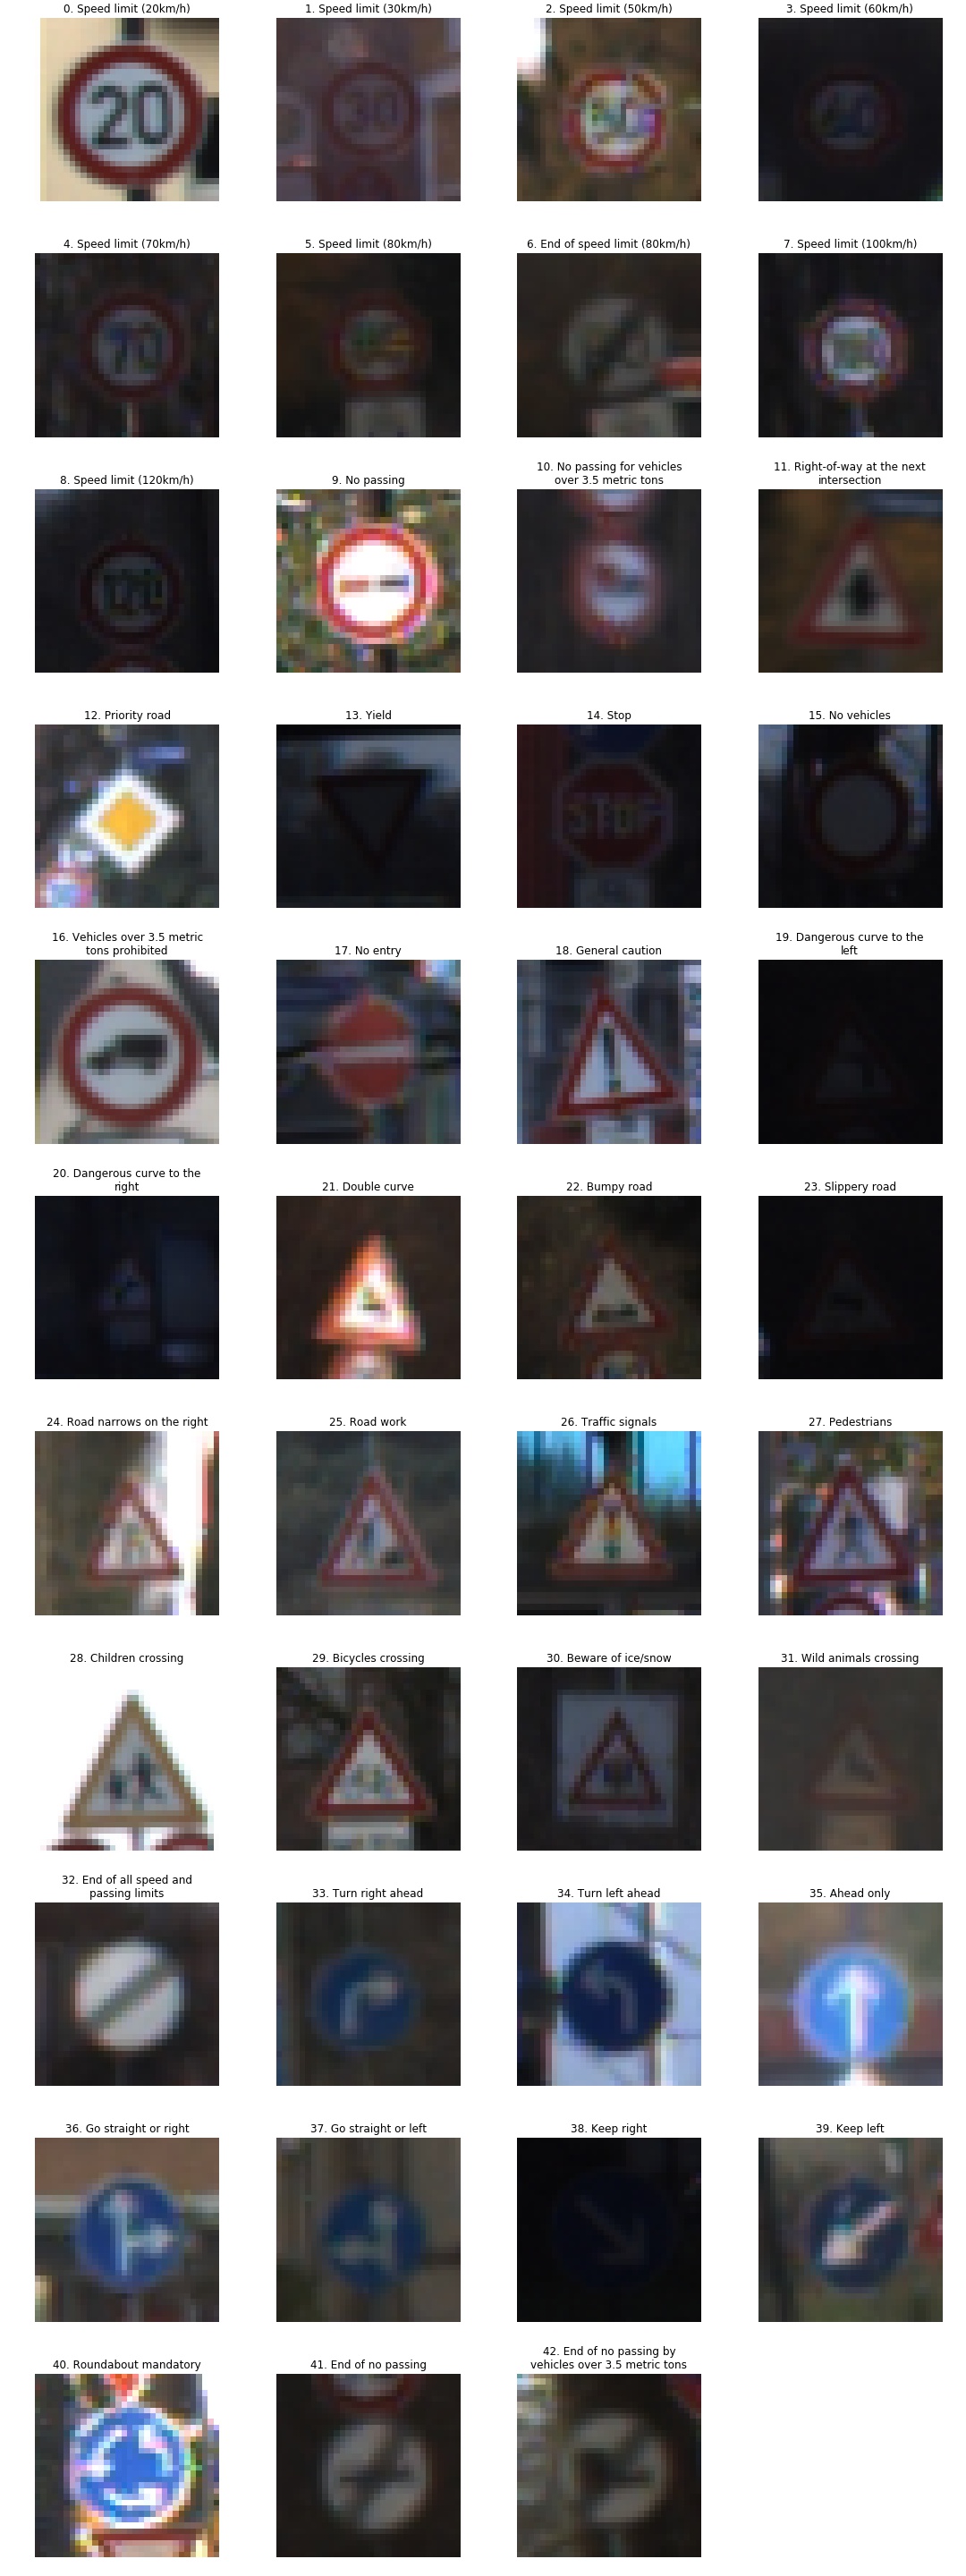 0. Speed limit (20km/h)
1. Speed limit (30km/h)
2. Speed limit (50km/h)
3. Speed limit (60km/h)
20
30
4. Speed limit (70km/h)
5. Speed limit (80km/h)
6. End of speed limit (80km/h)
7. Speed limit (100km/h)
70
8. Speed limit (120km/h)
9. No passing
10. No passing for vehicles
over 3.5 metric tons
11. Right-of-way at the next
intersection
12. Priority road
13. Yield
14. Stop
15. No vehicles
STOP
16. Vehicles over 3.5 metric
tons prohibited
17. No entry
18. General caution
19. Dangerous curve to the
left
20. Dangerous curve to the
right
21. Double curve
22. Bumpy road
23. Slippery road
24. Road narrows on the right
25. Road work
26. Traffic signals
27. Pedestrians
28. Children crossing
29. Bicycles crossing
30. Beware of ice/snow
31. Wild animals crossing
32. End of all speed and
passing limits
33. Turn right ahead
34. Turn left ahead
35. Ahead only
36. Go straight or right
37. Go straight or left
38. Keep right
39. Keep left
40. Roundabout mandatory
41. End of no passing
42. End of no passing by
vehicles over 3.5 metric tons